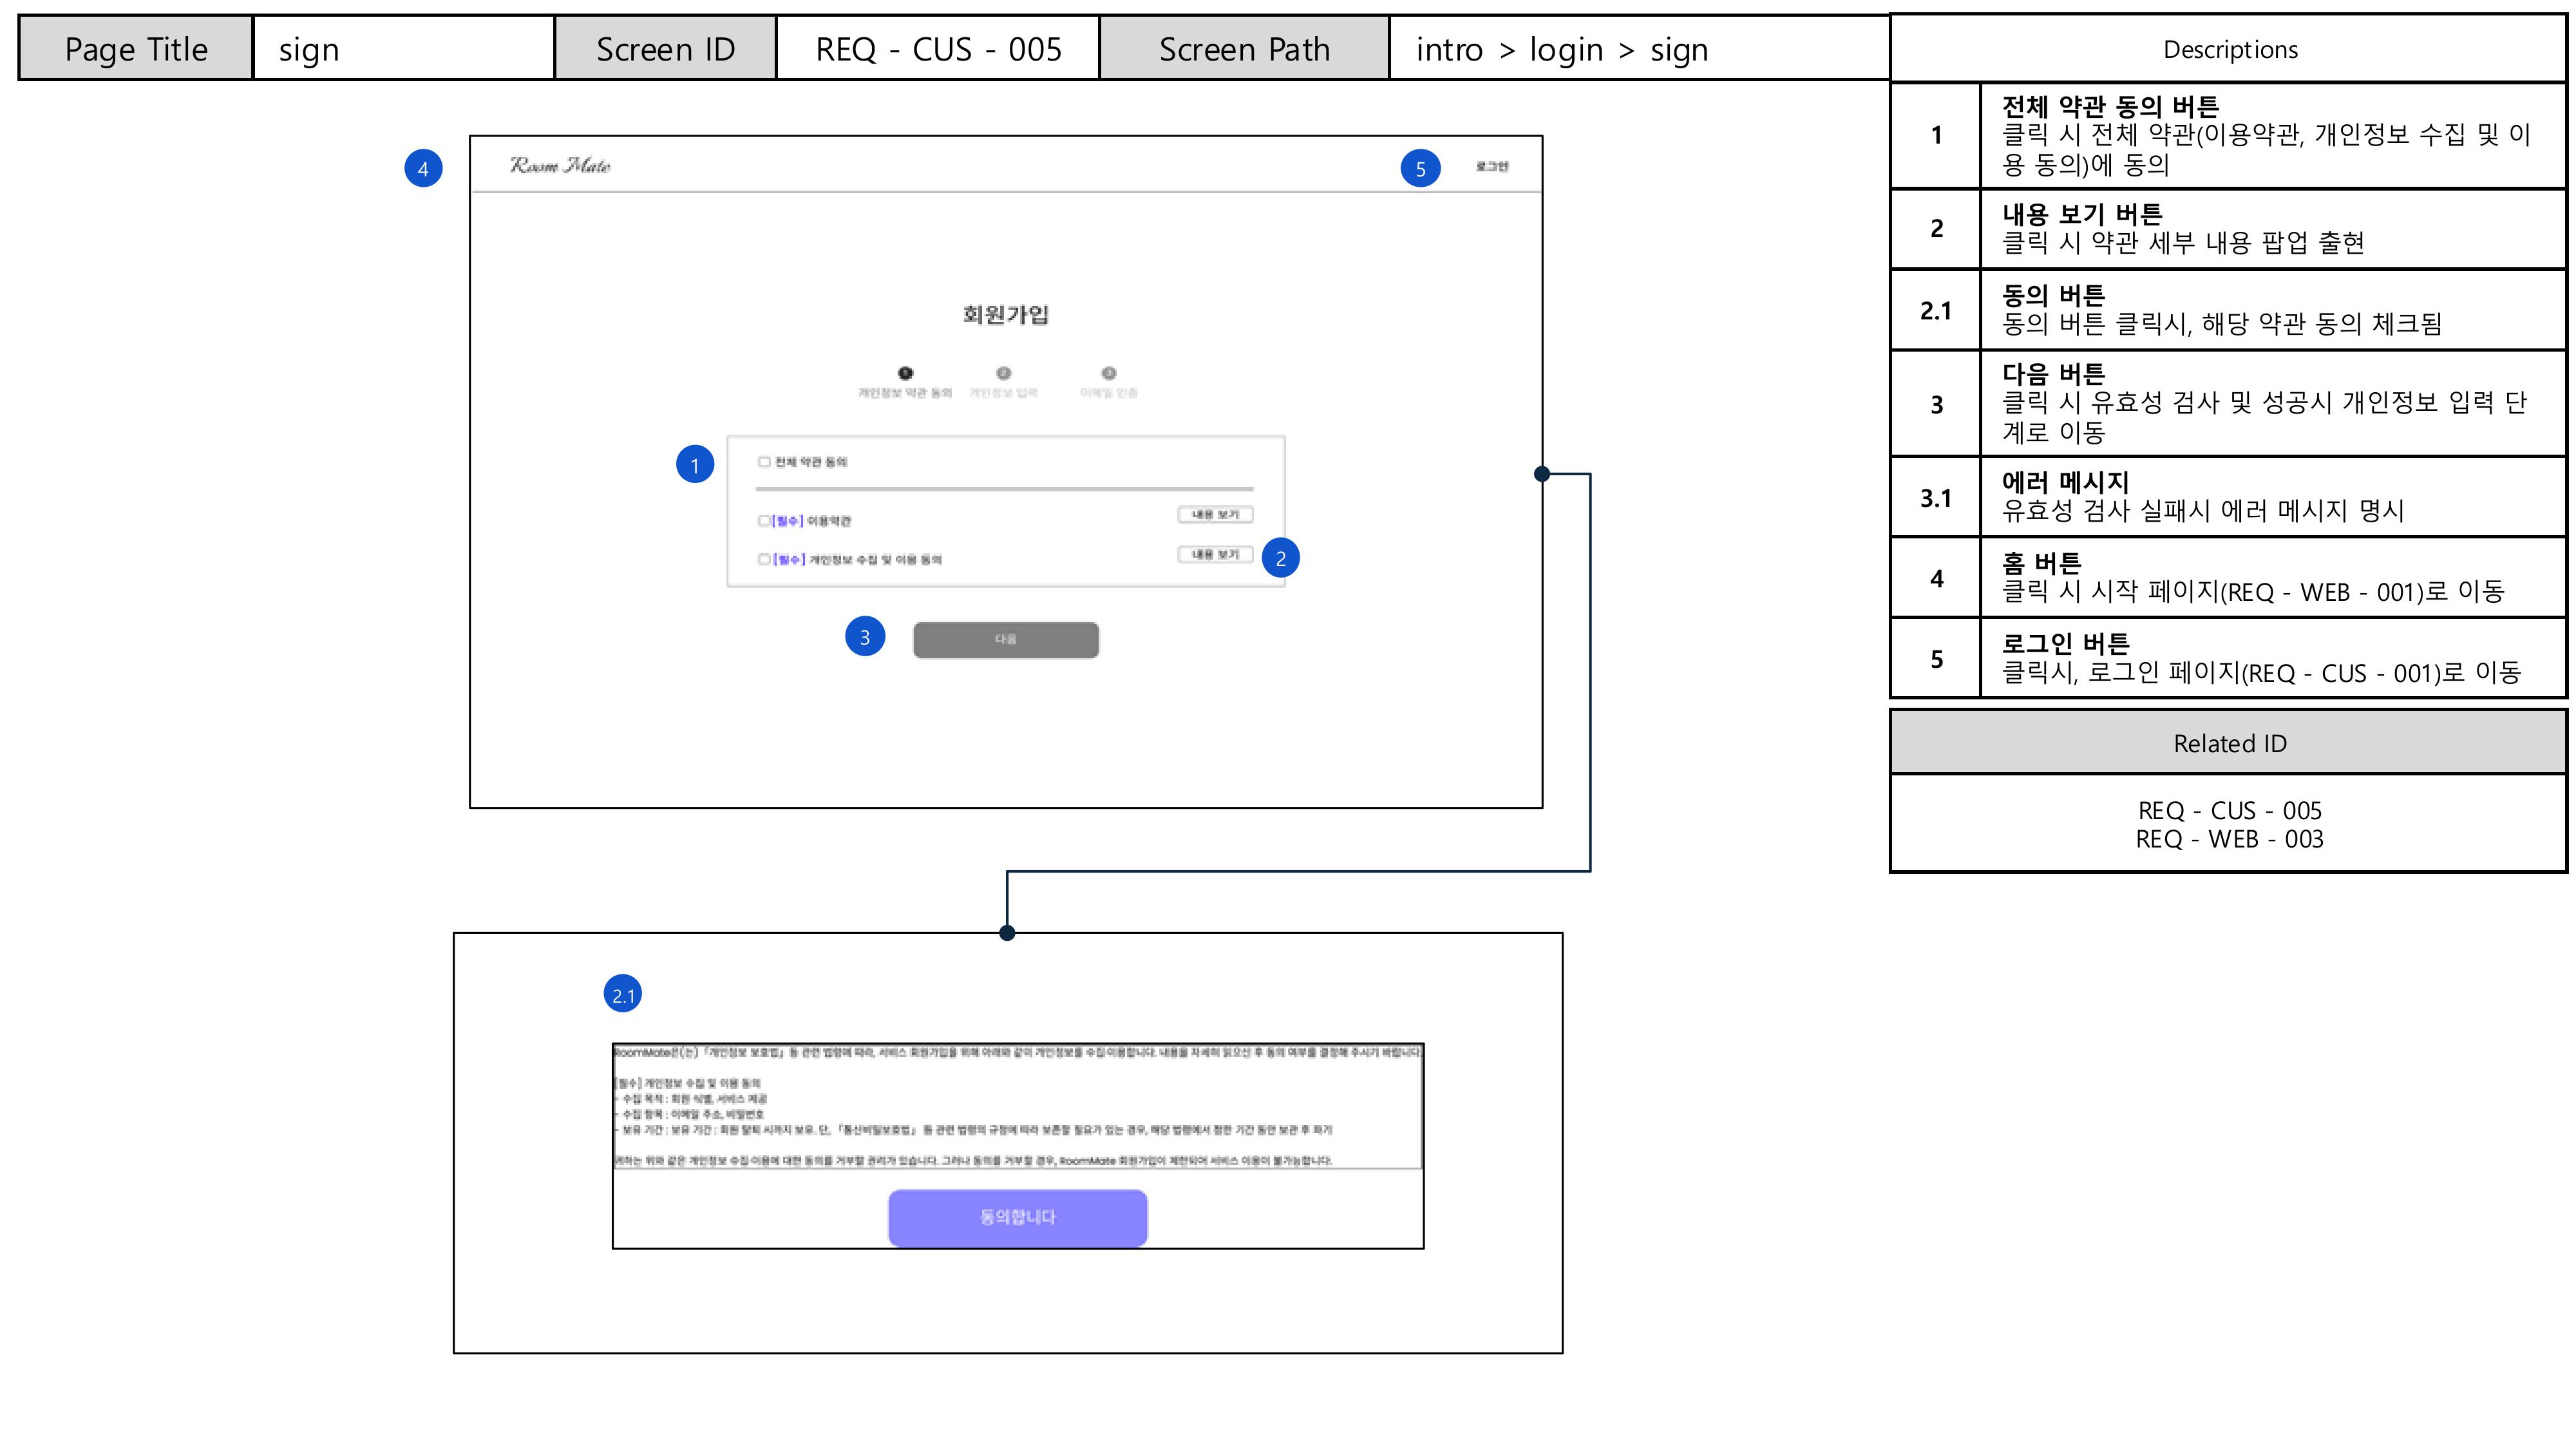 Page Title
sign
Screen ID
REQ - CUS - 005
Screen Path
intro > login > sign
4
Room Mate
5
로그인
회원가입
1
개인정보 약관 동의
2
개인정보 입력
3
이메일 인증
1
전체 약관 동의
[필수] 이용약관
내용 보기
[필수] 개인정보 수집 및 이용 동의
내용 보기
2
3
다음
2.1
RoomMate은(는) 「개인정보 보호법」 등 관련 법령에 따라, 서비스 회원가입을 위해 아래와 같이 개인정보를 수집·이용합니다. 내용을 자세히 읽으신 후 동의 여부를 결정해 주시기 바랍니다.
[필수] 개인정보 수집 및 이용 동의
- 수집 목적 : 회원 식별, 서비스 제공
- 수집 항목 : 이메일 주소, 비밀번호
- 보유 기간 : 보유 기간 : 회원 탈퇴 시까지 보유. 단, 「통신비밀보호법」 등 관련 법령의 규정에 따라 보존할 필요가 있는 경우, 해당 법령에서 정한 기간 동안 보관 후 파기
귀하는 위와 같은 개인정보 수집·이용에 대한 동의를 거부할 권리가 있습니다. 그러나 동의를 거부할 경우, RoomMate 회원가입이 제한되어 서비스 이용이 불가능합니다.
동의합니다
Descriptions
1
전체 약관 동의 버튼
클릭 시 전체 약관(이용약관, 개인정보 수집 및 이
용 동의)에 동의
2
내용 보기 버튼
클릭 시 약관 세부 내용 팝업 출현
2.1
동의 버튼
동의 버튼 클릭시, 해당 약관 동의 체크됨
3
다음 버튼
클릭 시 유효성 검사 및 성공시 개인정보 입력 단
계로 이동
3.1
에러 메시지
유효성 검사 실패시 에러 메시지 명시
4
홈 버튼
클릭 시 시작 페이지(REQ - WEB - 001)로 이동
5
로그인 버튼
클릭시, 로그인 페이지(REQ - CUS - 001)로 이동
Related ID
REQ - CUS - 005
REQ - WEB - 003